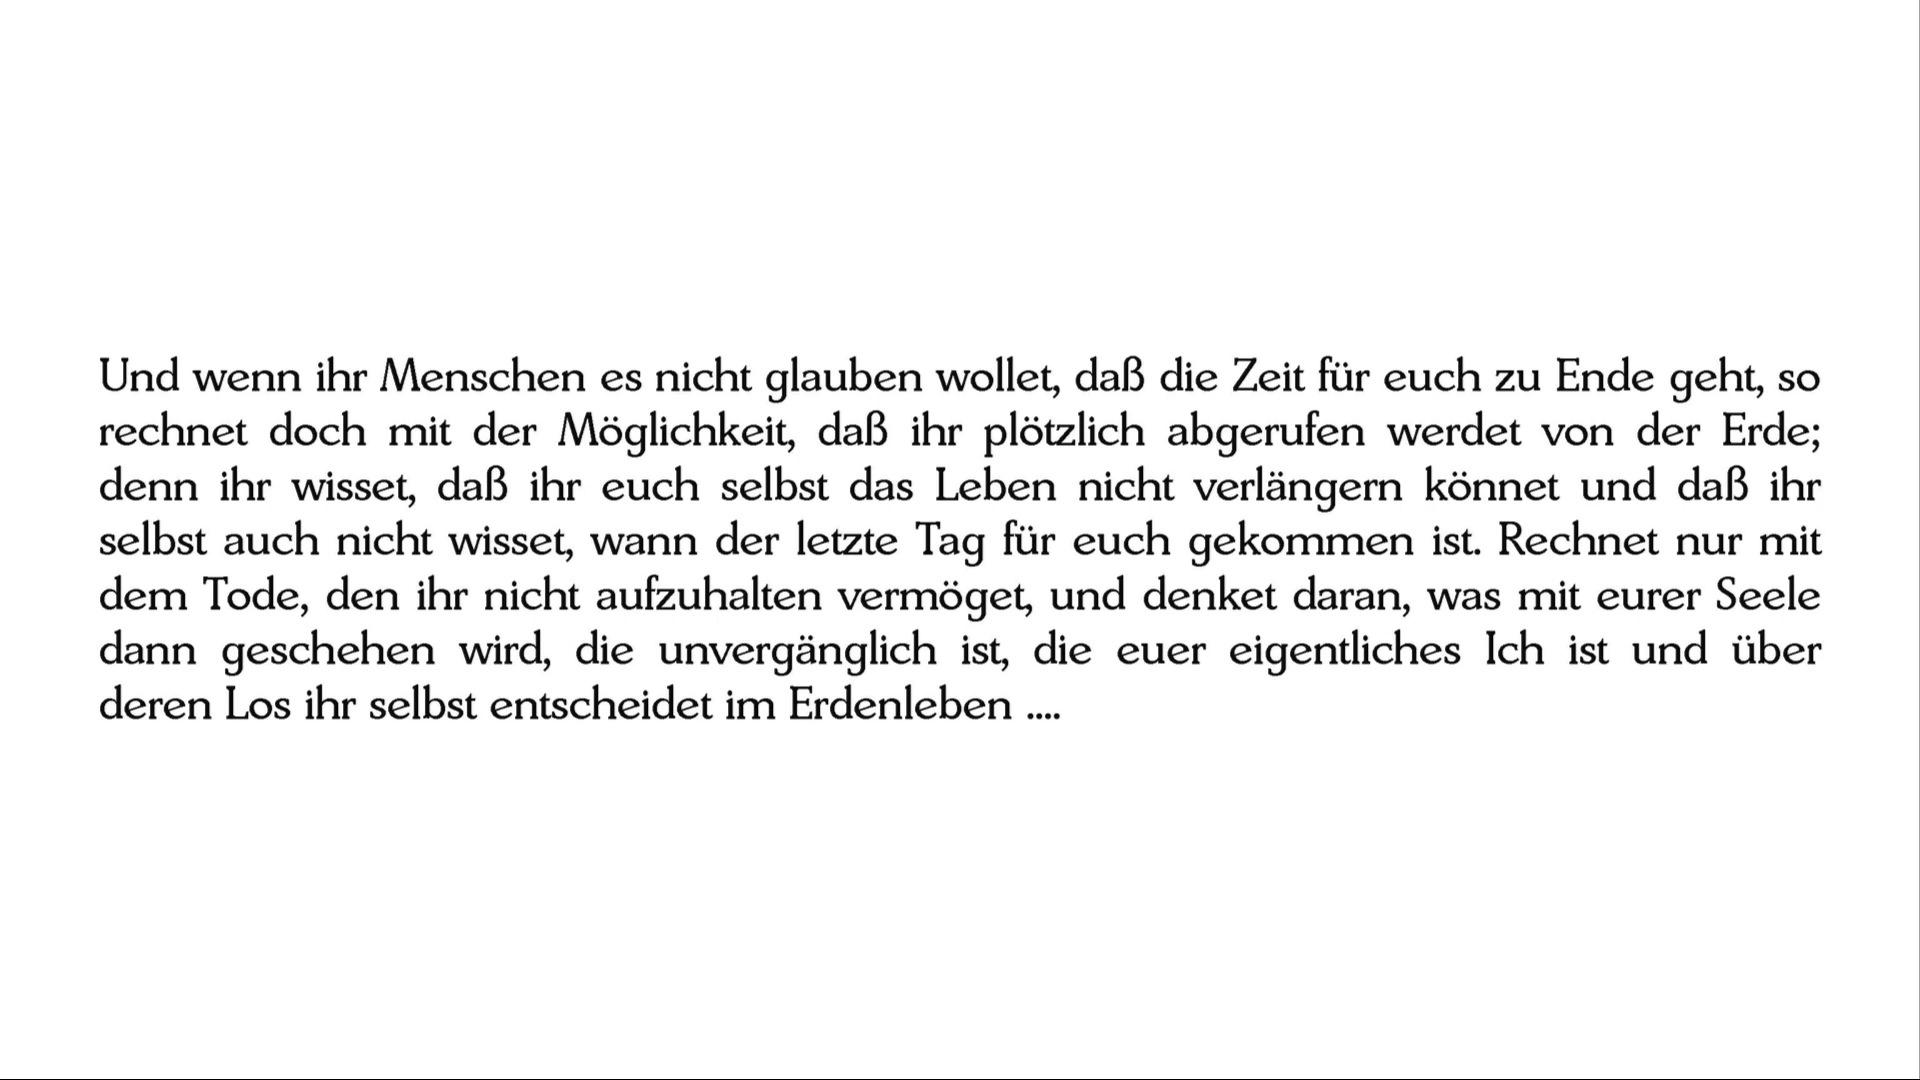 Und wenn ihr Menschen es nicht glauben wollet, daß die Zeit für euch zu Ende geht, so
rechnet doch mit der Möglichkeit, daß ihr plötzlich abgerufen werdet von der Erde;
denn ihr wisset, daß ihr euch selbst das Leben nicht verlängern könnet und daß ihr
selbst auch nicht wisset, wann der letzte Tag für euch gekommen ist. Rechnet nur mit
dem Tode, den ihr nicht aufzuhalten vermöget, und denket daran, was mit eurer Seele
dann geschehen wird, die unvergänglich ist, die euer eigentliches Ich ist und über
deren Los ihr selbst entscheidet im Erdenleben ....